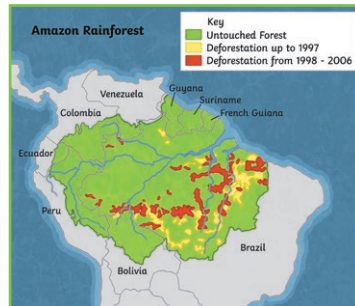 Amazon Rainforest
Key
Untouched Forest
Deforestation up to 1997
Deforestation from 1998 - 2006
Guyana
Suriname
French Guiana
Venezuela
Colombia
Ecuador
Peru
Brazil
Bolivia